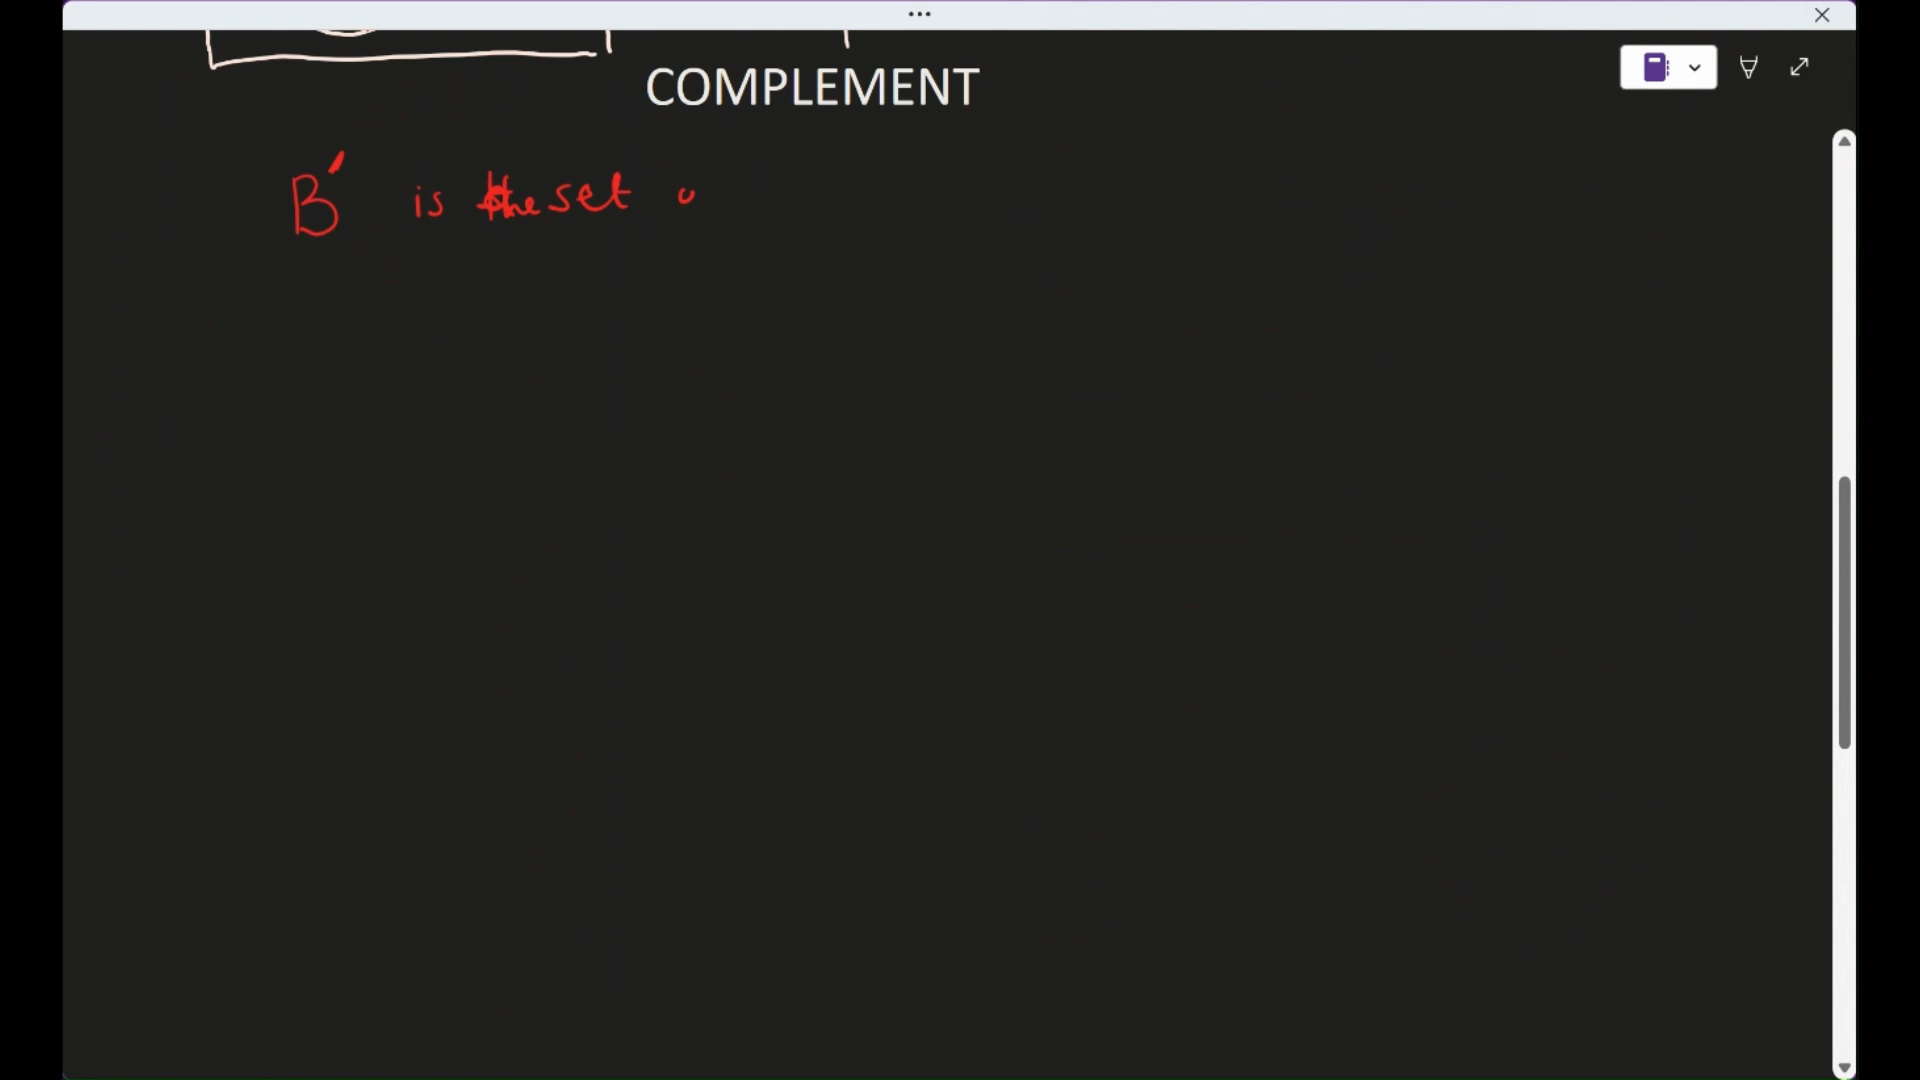 COMPLEMENT
B' is the set o